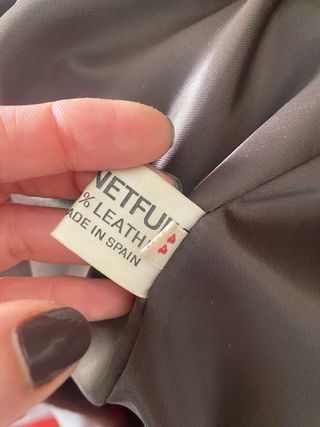 NETFU
% LEATH
ADE IN SPAIN